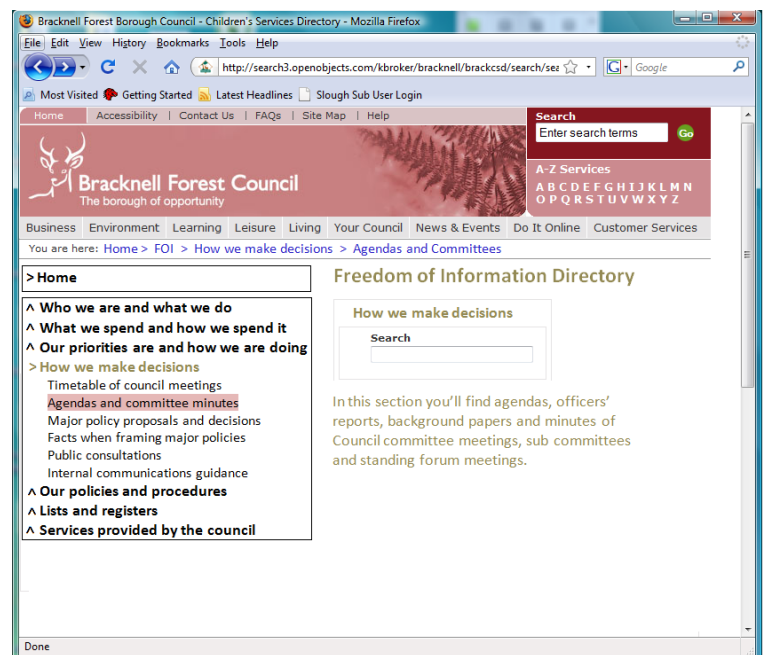 Bracknell Forest Borough Council - Children's Services Directory - Mozilla Firefox
File Edit View History Bookmarks Tools Help
http://search3.openobjects.com/kbroker/bracknell/brackcsd/search/sea
G Google
Most Visited Getting Started Latest Headlines Slough Sub User Login
Home Accessibility | Contact Us | FAQs | Site Map | Help
Search
Enter search terms Go
Bracknell Forest Council
The borough of opportunity
A-Z Services
A B C D E F G H I J K L M N
O P Q R S T U V W X Y Z
Business Environment Learning Leisure Living Your Council News & Events Do It Online Customer Services
You are here: Home > FOI > How we make decisions > Agendas and Committees
> Home
^ Who we are and what we do
^ What we spend and how we spend it
^ Our priorities are and how we are doing
> How we make decisions
Timetable of council meetings
Agendas and committee minutes
Major policy proposals and decisions
Facts when framing major policies
Public consultations
Internal communications guidance
^ Our policies and procedures
^ Lists and registers
^ Services provided by the council
Freedom of Information Directory
How we make decisions
Search
In this section you'll find agendas, officers'
reports, background papers and minutes of
Council committee meetings, sub committees
and standing forum meetings.
Done